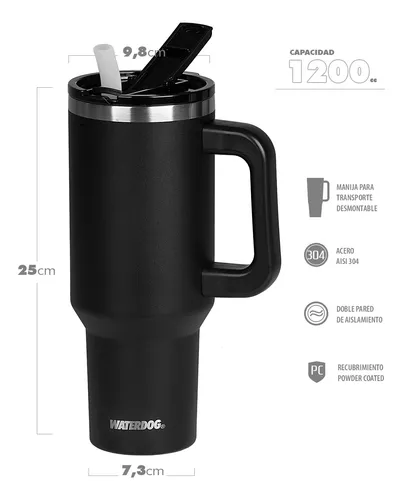 9,8cm
CAPACIDAD
1200cc
MANIJA PARA
TRANSPORTE
DESMONTABLE
25cm
304
ACERO
AISI 304
DOBLE PARED
DE AISLAMIENTO
PC
RECUBRIMIENTO
POWDER COATED
WATERDOG®
7,3cm